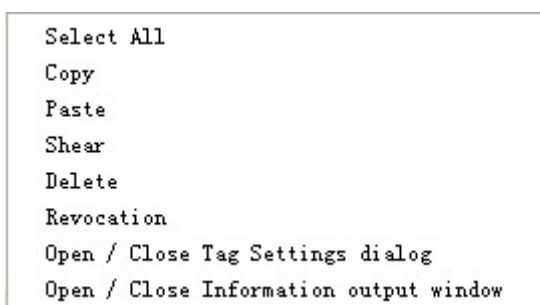 Select All
Copy
Paste
Shear
Delete
Revocation
Open / Close Tag Settings dialog
Open / Close Information output window